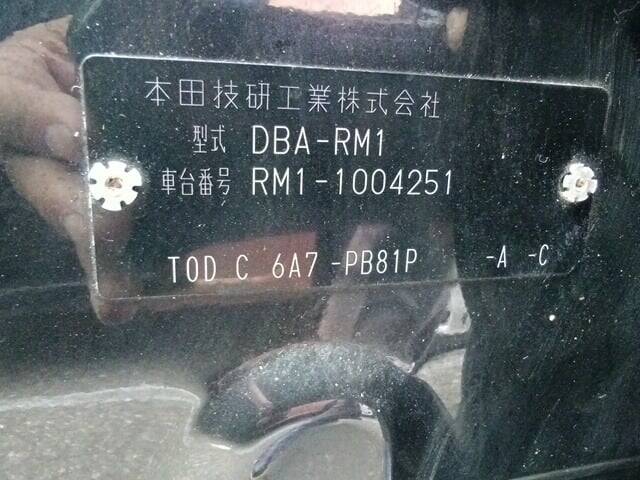 本田技研工業株式会社
型式 DBA-RM1
車台番号 RM1-1004251
TOD C 6A7 -PB81P -A -C